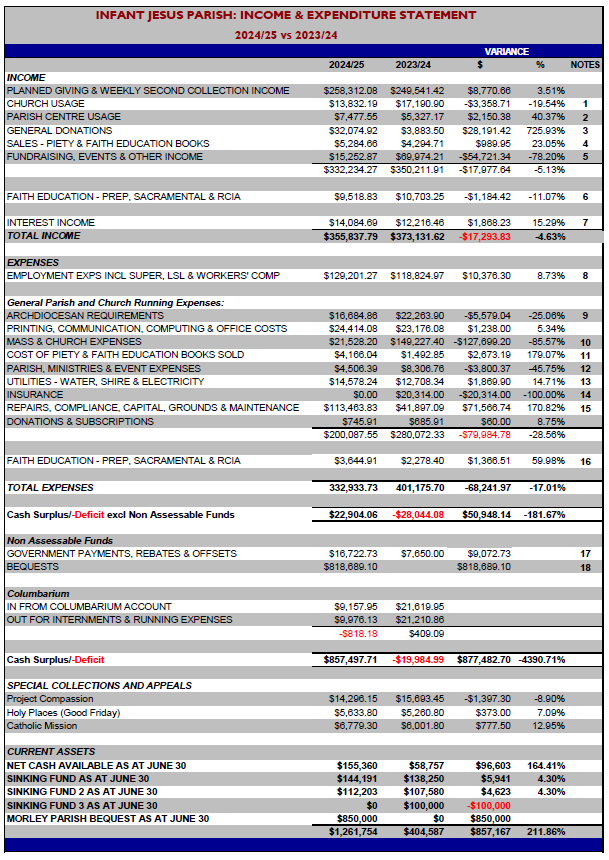 INFANT JESUS PARISH: INCOME & EXPENDITURE STATEMENT
2024/25 vs 2023/24
VARIANCE
2024/25 2023/24 $ % NOTES
INCOME
PLANNED GIVING & WEEKLY SECOND COLLECTION INCOME $258,312.08 $249,541.42 $8,770.66 3.51%
CHURCH USAGE $13,832.19 $17,190.90 -$3,358.71 -19.54% 1
PARISH CENTRE USAGE $7,477.55 $5,327.17 $2,150.38 40.37% 2
GENERAL DONATIONS $32,074.92 $3,883.50 $28,191.42 725.93% 3
SALES - PIETY & FAITH EDUCATION BOOKS $5,284.66 $4,294.71 $989.95 23.05% 4
FUNDRAISING, EVENTS & OTHER INCOME $15,252.87 $69,974.21 -$54,721.34 -78.20% 5
$332,234.27 $350,211.91 -$17,977.64 -5.13%
FAITH EDUCATION - PREP, SACRAMENTAL & RCIA $9,518.83 $10,703.25 -$1,184.42 -11.07% 6
INTEREST INCOME $14,084.69 $12,216.46 $1,868.23 15.29% 7
TOTAL INCOME $355,837.79 $373,131.62 -$17,293.83 -4.63%
EXPENSES
EMPLOYMENT EXPS INCL SUPER, LSL & WORKERS' COMP $129,201.27 $118,824.97 $10,376.30 8.73% 8
General Parish and Church Running Expenses:
ARCHDIOCESAN REQUIREMENTS $16,684.86 $22,263.90 -$5,579.04 -25.06% 9
PRINTING, COMMUNICATION, COMPUTING & OFFICE COSTS $24,414.08 $23,176.08 $1,238.00 5.34%
MASS & CHURCH EXPENSES $21,528.20 $149,227.40 -$127,699.20 -85.57% 10
COST OF PIETY & FAITH EDUCATION BOOKS SOLD $4,166.04 $1,492.85 $2,673.19 179.07% 11
PARISH, MINISTRIES & EVENT EXPENSES $4,506.39 $8,306.76 -$3,800.37 -45.75% 12
UTILITIES - WATER, SHIRE & ELECTRICITY $14,578.24 $12,708.34 $1,869.90 14.71% 13
INSURANCE $0.00 $20,314.00 -$20,314.00 -100.00% 14
REPAIRS, COMPLIANCE, CAPITAL, GROUNDS & MAINTENANCE $113,463.83 $41,897.09 $71,566.74 170.82% 15
DONATIONS & SUBSCRIPTIONS $745.91 $685.91 $60.00 8.75%
$200,087.55 $280,072.33 -$79,984.78 -28.56%
FAITH EDUCATION - PREP, SACRAMENTAL & RCIA $3,644.91 $2,278.40 $1,366.51 59.98% 16
TOTAL EXPENSES 332,933.73 401,175.70 -68,241.97 -17.01%
Cash Surplus/-Deficit excl Non Assessable Funds $22,904.06 -$28,044.08 $50,948.14 -181.67%
Non Assessable Funds
GOVERNMENT PAYMENTS, REBATES & OFFSETS $16,722.73 $7,650.00 $9,072.73 17
BEQUESTS $818,689.10 $818,689.10 18
Columbarium
IN FROM COLUMBARIUM ACCOUNT $9,157.95 $21,619.95
OUT FOR INTERNMENTS & RUNNING EXPENSES $9,976.13 $21,210.86
-$818.18 $409.09
Cash Surplus/-Deficit $857,497.71 -$19,984.99 $877,482.70 -4390.71%
SPECIAL COLLECTIONS AND APPEALS
Project Compassion $14,296.15 $15,693.45 -$1,397.30 -8.90%
Holy Places (Good Friday) $5,633.80 $5,260.80 $373.00 7.09%
Catholic Mission $6,779.30 $6,001.80 $777.50 12.95%
CURRENT ASSETS
NET CASH AVAILABLE AS AT JUNE 30 $155,360 $58,757 $96,603 164.41%
SINKING FUND AS AT JUNE 30 $144,191 $138,250 $5,941 4.30%
SINKING FUND 2 AS AT JUNE 30 $112,203 $107,580 $4,623 4.30%
SINKING FUND 3 AS AT JUNE 30 $0 $100,000 -$100,000
MORLEY PARISH BEQUEST AS AT JUNE 30 $850,000 $0 $850,000
$1,261,754 $404,587 $857,167 211.86%